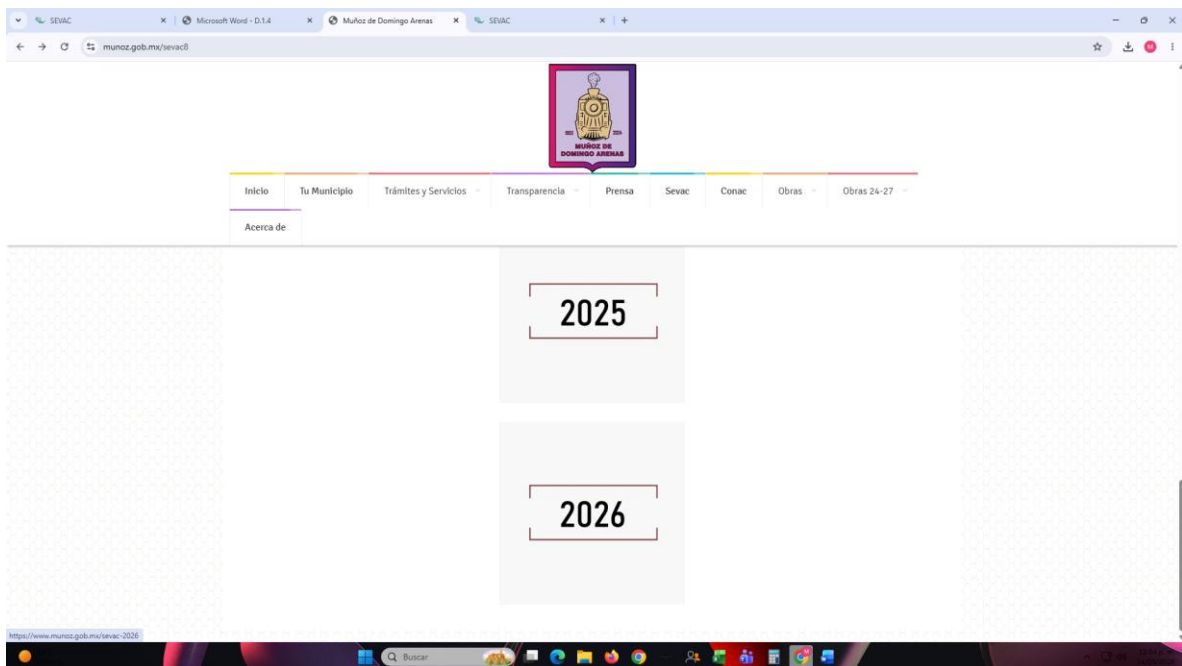 SEVAC
Microsoft Word - D.1.4
Muñoz de Domingo Arenas
SEVAC
munoz.gob.mx/sevac8
M
MUÑOZ DE
DOMINGO ARENAS
Inicio
Tu Municipio
Trámites y Servicios
Transparencia
Prensa
Sevac
Conac
Obras
Obras 24-27
Acerca de
2025
2026
https://www.munoz.gob.mx/sevac-2026
Buscar